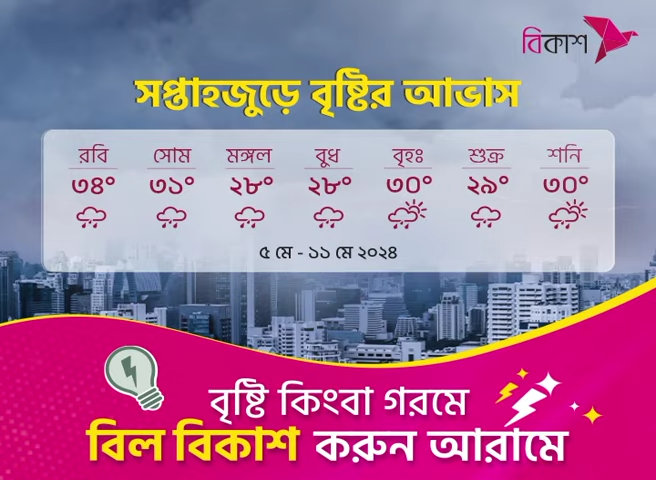 বিকাশ
সপ্তাহজুড়ে বৃষ্টির আভাস
রবি সোম মঙ্গল বুধ বৃহঃ শুক্র শনি
৩৪° ৩১° ২৮° ২৮° ৩০° ২৯° ৩০°
৫ মে - ১১ মে ২০২৪
বৃষ্টি কিংবা গরমে
বিল বিকাশ করুন আরামে